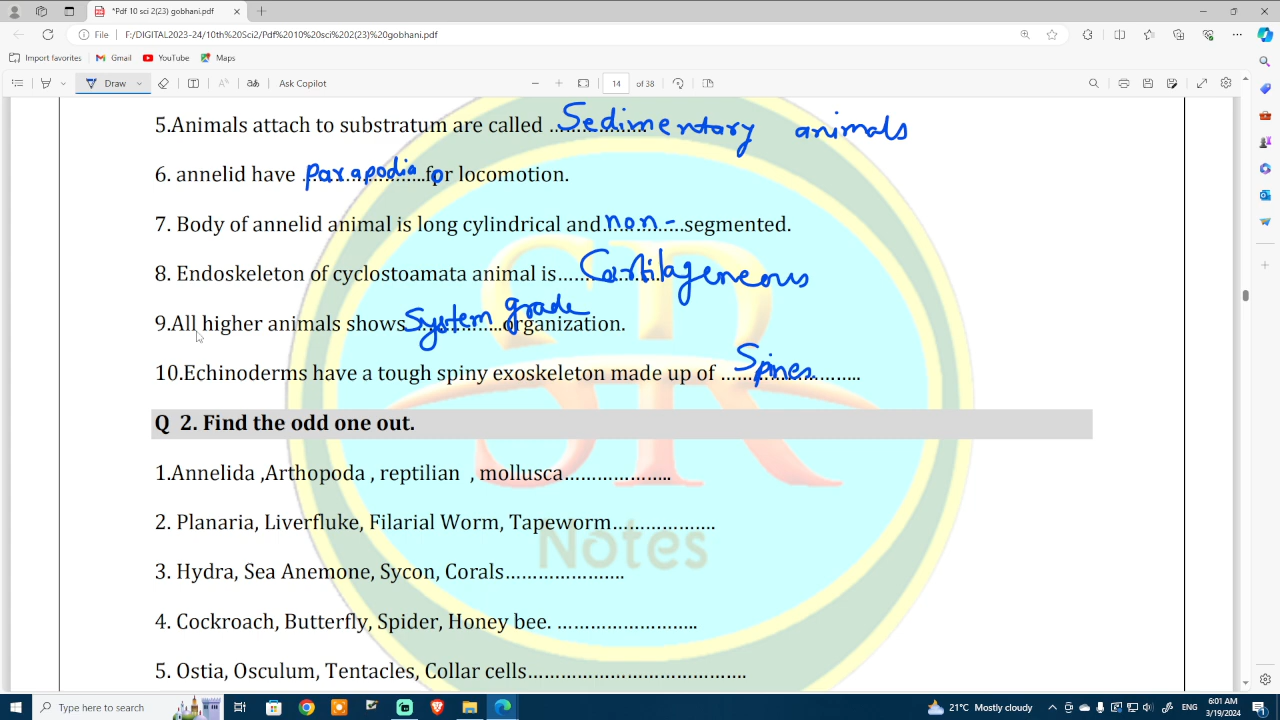 *Pdf 10 sci 2(23) gobhani.pdf
File F:/DIGITAL2023-24/10th%20Sci2/Pdf%2010%20sci%202(23)%20gobhani.pdf
Import favorites Gmail YouTube Maps
Draw Ask Copilot 14 of 38
5.Animals attach to substratum are called ..Sedimentary animals
6. annelid have parapodia for locomotion.
7. Body of annelid animal is long cylindrical and non-segmented.
8. Endoskeleton of cyclostoamata animal is.....Cartilageneous
9.All higher animals shows System grade organization.
10.Echinoderms have a tough spiny exoskeleton made up of Spines
Q 2. Find the odd one out.
1.Annelida ,Arthopoda , reptilian , mollusca………………..
2. Planaria, Liverfluke, Filarial Worm, Tapeworm……………….
3. Hydra, Sea Anemone, Sycon, Corals………………….
4. Cockroach, Butterfly, Spider, Honey bee. ……………………..
5. Ostia, Osculum, Tentacles, Collar cells………………………………….
SR
Notes
Type here to search 21°C Mostly cloudy ENG 6:01 AM
3/19/2024